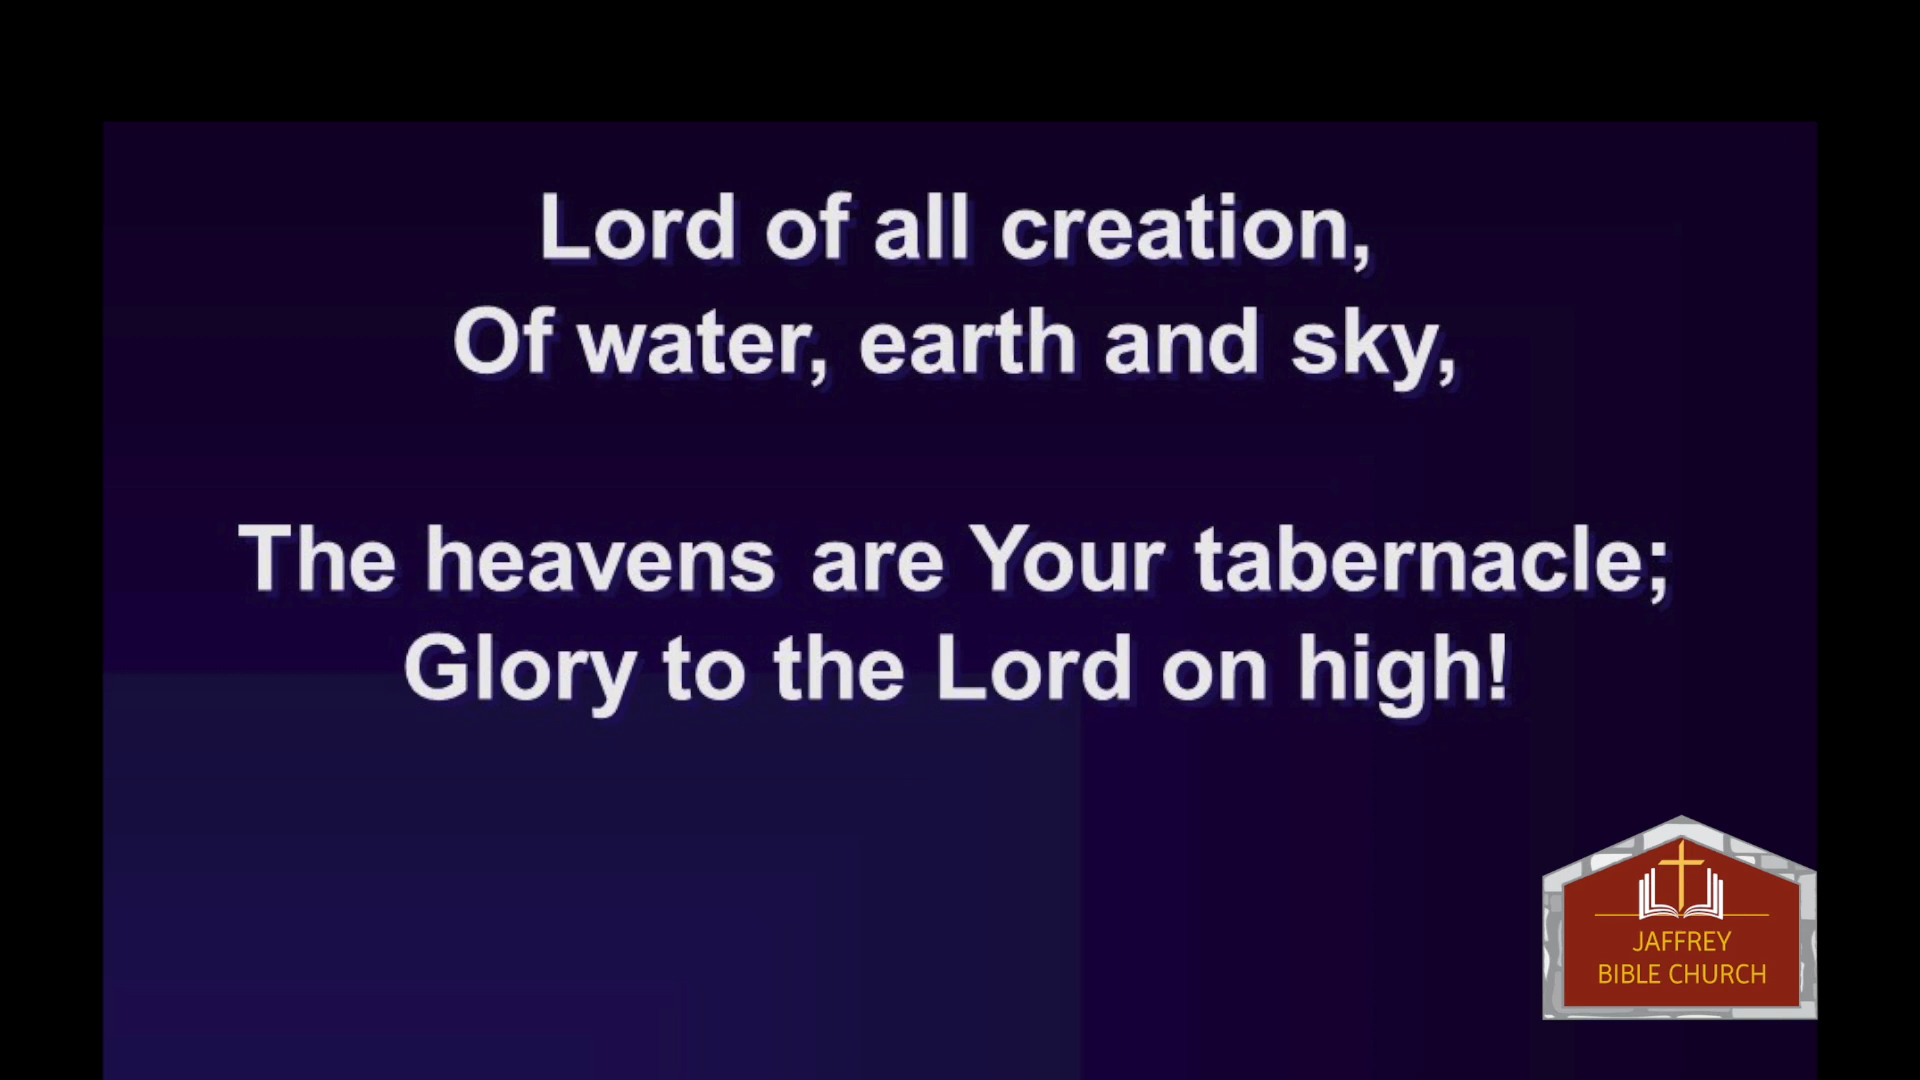 Lord of all creation,
Of water, earth and sky,
The heavens are Your tabernacle;
Glory to the Lord on high!
JAFFREY
BIBLE CHURCH